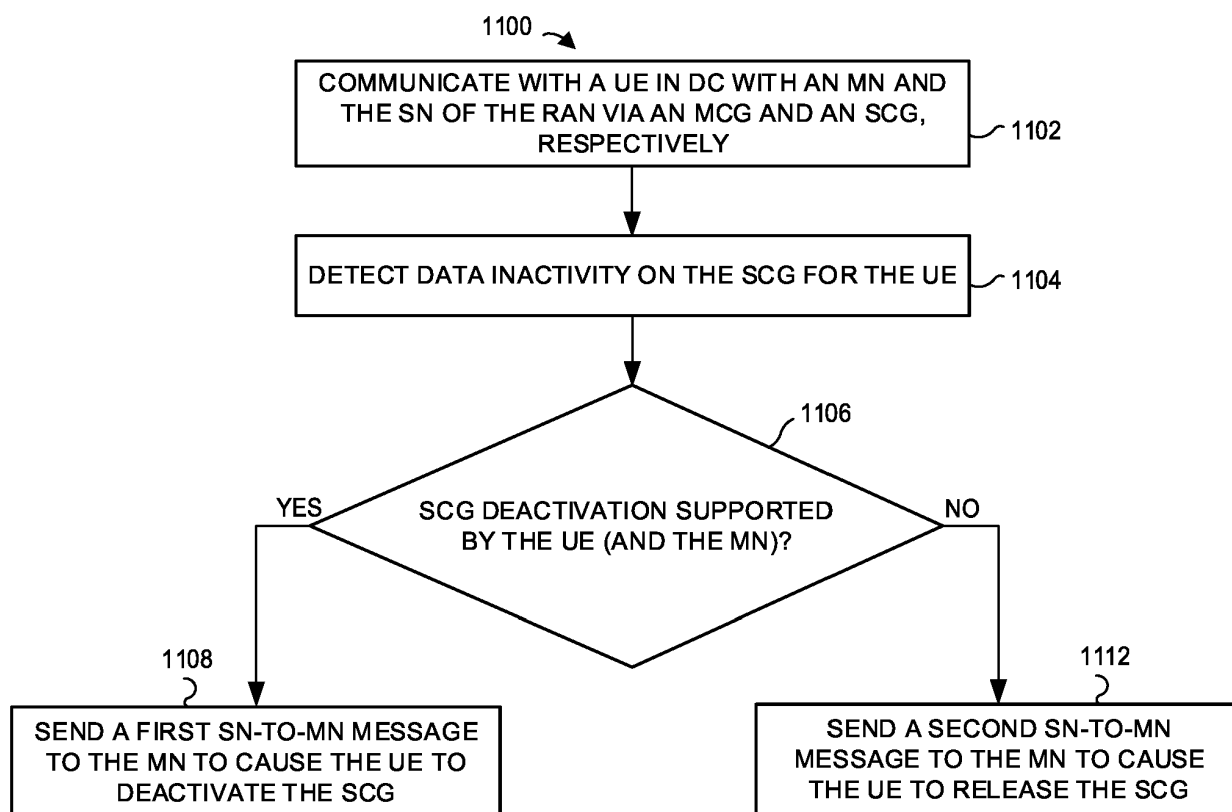 1100
COMMUNICATE WITH A UE IN DC WITH AN MN AND
THE SN OF THE RAN VIA AN MCG AND AN SCG,
RESPECTIVELY
1102
DETECT DATA INACTIVITY ON THE SCG FOR THE UE
1104
1106
SCG DEACTIVATION SUPPORTED
BY THE UE (AND THE MN)?
YES
NO
1108
SEND A FIRST SN-TO-MN MESSAGE
TO THE MN TO CAUSE THE UE TO
DEACTIVATE THE SCG
1112
SEND A SECOND SN-TO-MN
MESSAGE TO THE MN TO CAUSE
THE UE TO RELEASE THE SCG